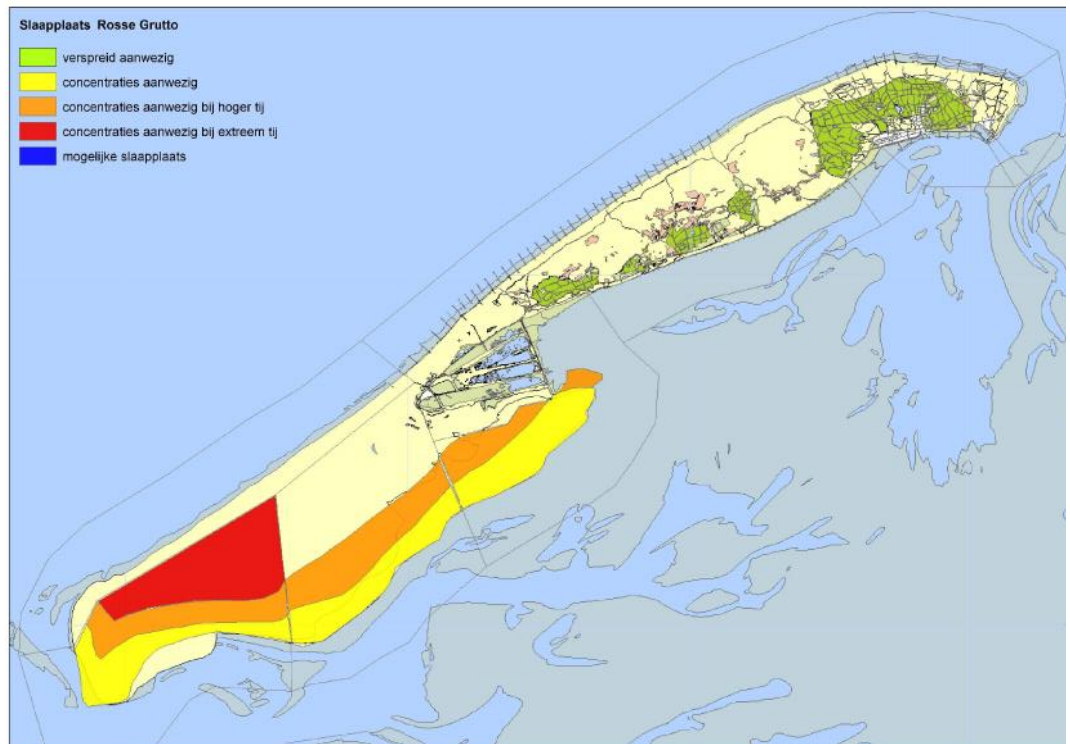 Slaapplaats Rosse Grutto
verspreid aanwezig
concentraties aanwezig
concentraties aanwezig bij hoger tij
concentraties aanwezig bij extreem tij
mogelijke slaapplaats